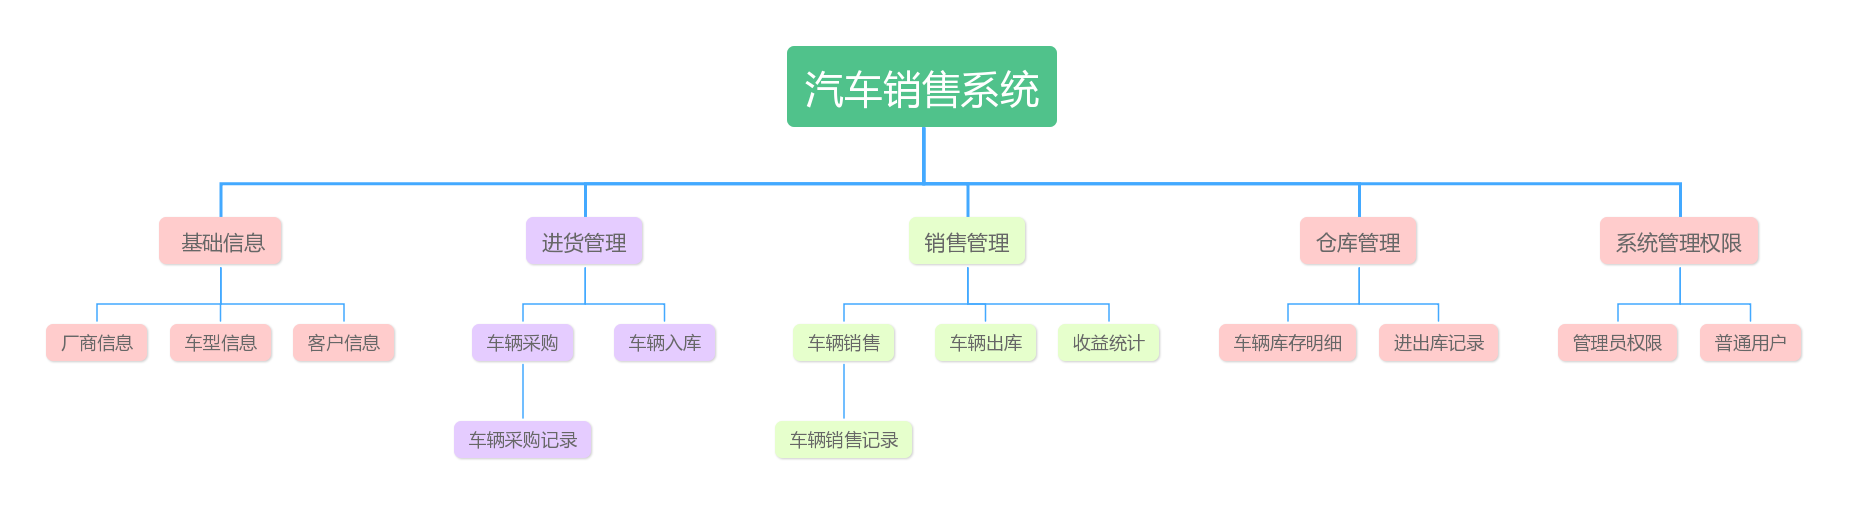 汽车销售系统
基础信息
进货管理
销售管理
仓库管理
系统管理权限
厂商信息
车型信息
客户信息
车辆采购
车辆入库
车辆销售
车辆出库
收益统计
车辆库存明细
进出库记录
管理员权限
普通用户
车辆采购记录
车辆销售记录